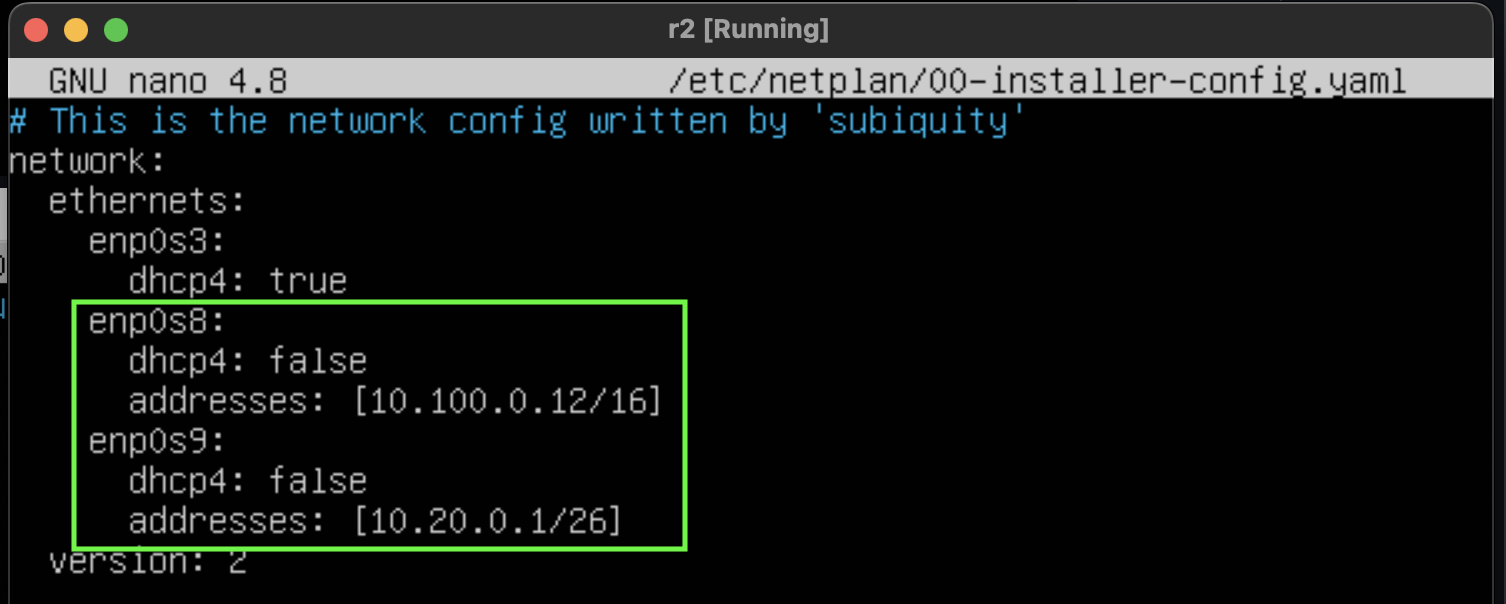 r2 [Running]
GNU nano 4.8 /etc/netplan/00-installer-config.yaml
# This is the network config written by 'subiquity'
network:
  ethernets:
    enp0s3:
      dhcp4: true
    enp0s8:
      dhcp4: false
      addresses: [10.100.0.12/16]
    enp0s9:
      dhcp4: false
      addresses: [10.20.0.1/26]
  version: 2